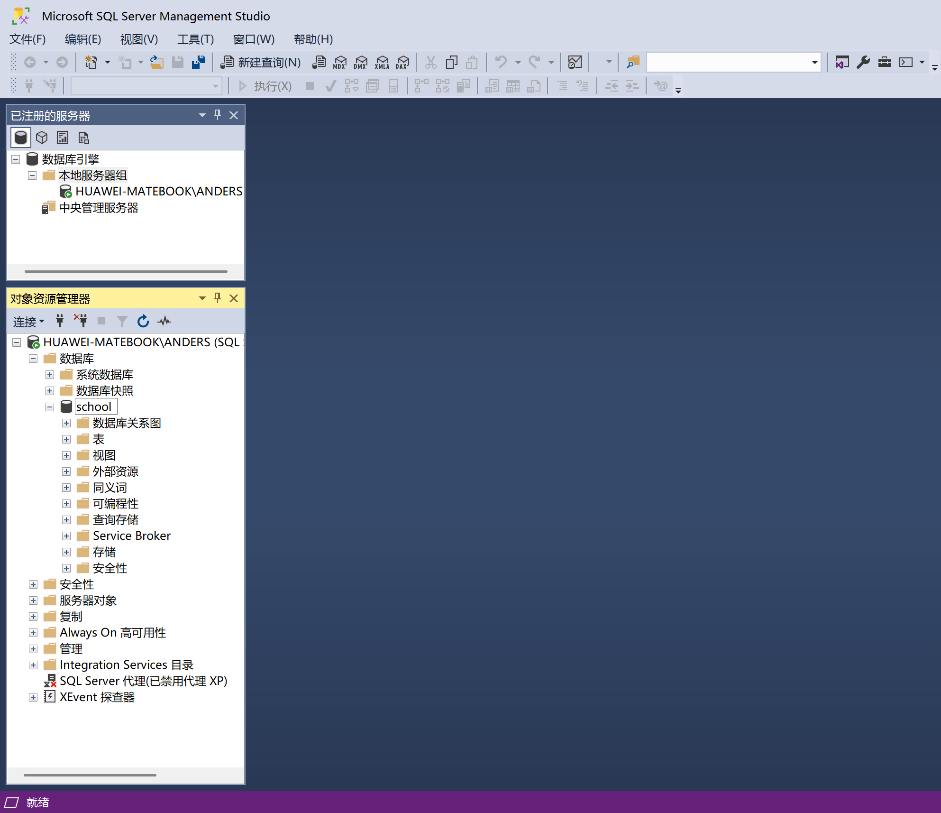 Microsoft SQL Server Management Studio
文件(F) 编辑(E) 视图(V) 工具(T) 窗口(W) 帮助(H)
新建查询(N) MDX DMX XMLA DAX
执行(X)
已注册的服务器
数据库引擎
本地服务器组
HUAWEI-MATEBOOK\ANDERS
中央管理服务器
对象资源管理器
连接
HUAWEI-MATEBOOK\ANDERS (SQL
数据库
系统数据库
数据库快照
school
数据库关系图
表
视图
外部资源
同义词
可编程性
查询存储
Service Broker
存储
安全性
安全性
服务器对象
复制
Always On 高可用性
管理
Integration Services 目录
SQL Server 代理(已禁用代理 XP)
XEvent 探查器
就绪